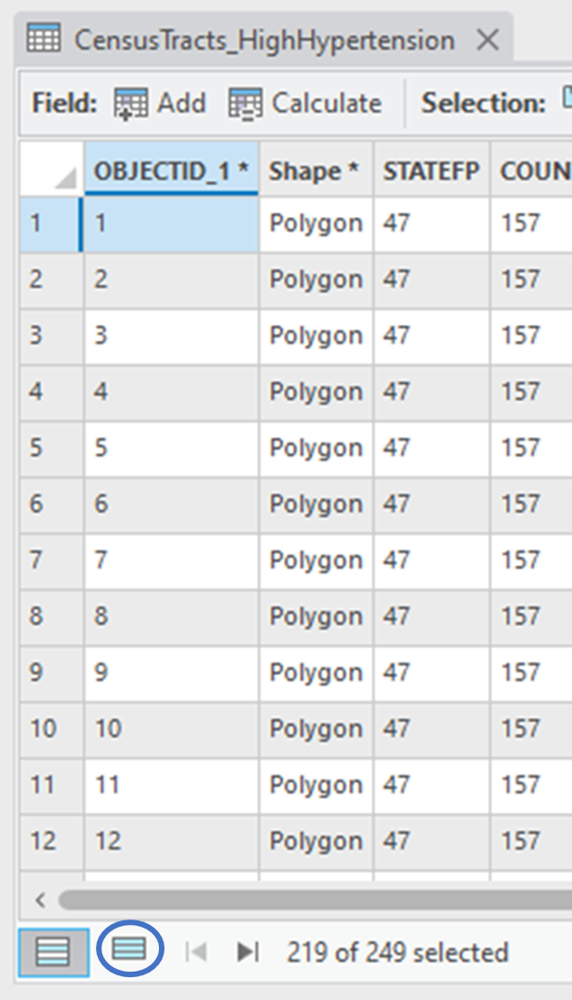 CensusTracts_HighHypertension
Field: Add Calculate Selection:
OBJECTID_1 * Shape * STATEFP COUN
1 1 Polygon 47 157
2 2 Polygon 47 157
3 3 Polygon 47 157
4 4 Polygon 47 157
5 5 Polygon 47 157
6 6 Polygon 47 157
7 7 Polygon 47 157
8 8 Polygon 47 157
9 9 Polygon 47 157
10 10 Polygon 47 157
11 11 Polygon 47 157
12 12 Polygon 47 157
219 of 249 selected